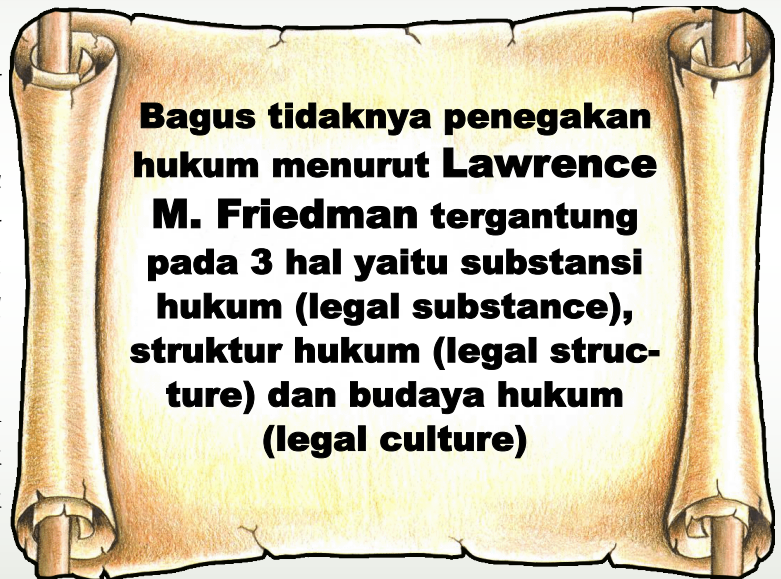 Bagus tidaknya penegakan
hukum menurut Lawrence
M. Friedman tergantung
pada 3 hal yaitu substansi
hukum (legal substance),
struktur hukum (legal struc-
ture) dan budaya hukum
(legal culture)